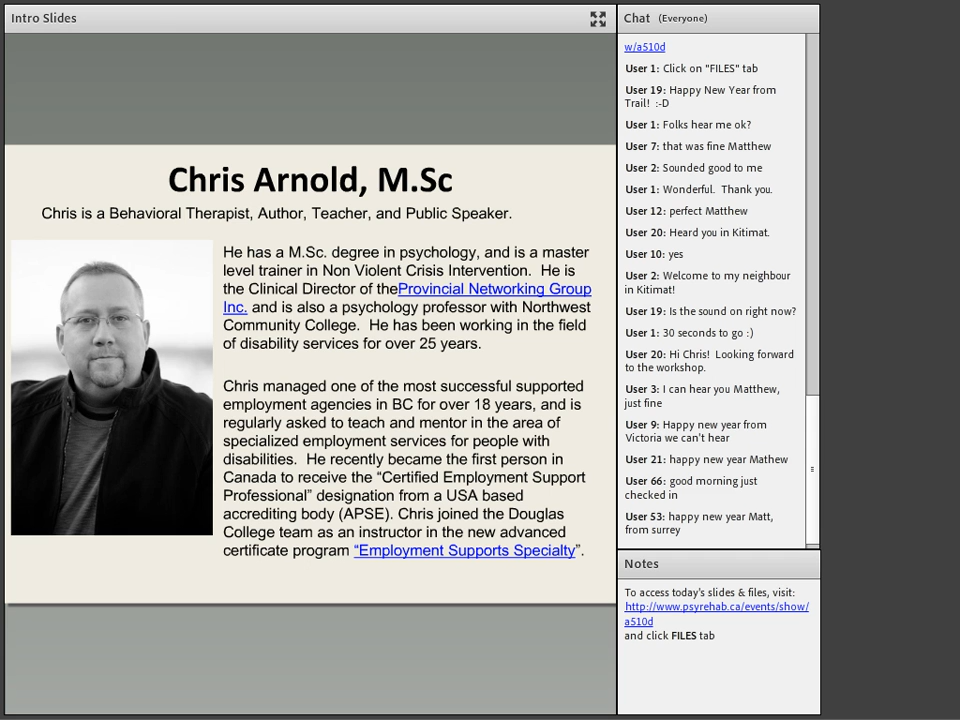 Intro Slides
Chris Arnold, M.Sc
Chris is a Behavioral Therapist, Author, Teacher, and Public Speaker.
He has a M.Sc. degree in psychology, and is a master
level trainer in Non Violent Crisis Intervention.  He is
the Clinical Director of theProvincial Networking Group
Inc. and is also a psychology professor with Northwest
Community College.  He has been working in the field
of disability services for over 25 years.
Chris managed one of the most successful supported
employment agencies in BC for over 18 years, and is
regularly asked to teach and mentor in the area of
specialized employment services for people with
disabilities.  He recently became the first person in
Canada to receive the “Certified Employment Support
Professional” designation from a USA based
accrediting body (APSE). Chris joined the Douglas
College team as an instructor in the new advanced
certificate program “Employment Supports Specialty”.
Chat (Everyone)
w/a510d
User 1: Click on "FILES" tab
User 19: Happy New Year from
Trail!  :-D
User 1: Folks hear me ok?
User 7: that was fine Matthew
User 2: Sounded good to me
User 1: Wonderful.  Thank you.
User 12: perfect Matthew
User 20: Heard you in Kitimat.
User 10: yes
User 2: Welcome to my neighbour
in Kitimat!
User 19: Is the sound on right now?
User 1: 30 seconds to go :)
User 20: Hi Chris!  Looking forward
to the workshop.
User 3: I can hear you Matthew,
just fine
User 9: Happy new year from
Victoria we can't hear
User 21: happy new year Mathew
User 66: good morning just
checked in
User 53: happy new year Matt,
from surrey
Notes
To access today's slides & files, visit:
http://www.psyrehab.ca/events/show/
a510d
and click FILES tab